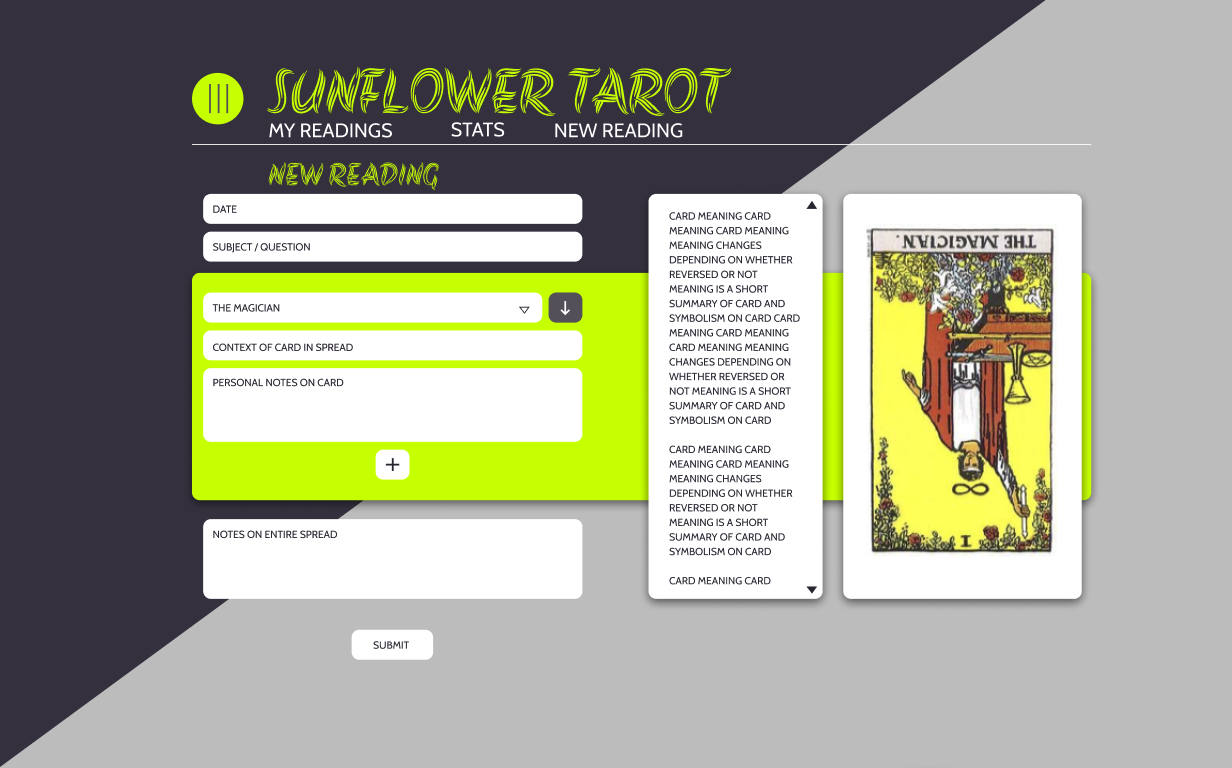 SUNFLOWER TAROT
MY READINGS STATS NEW READING
NEW READING
DATE
SUBJECT / QUESTION
THE MAGICIAN
CONTEXT OF CARD IN SPREAD
PERSONAL NOTES ON CARD
NOTES ON ENTIRE SPREAD
SUBMIT
CARD MEANING CARD
MEANING CARD MEANING
MEANING CHANGES
DEPENDING ON WHETHER
REVERSED OR NOT
MEANING IS A SHORT
SUMMARY OF CARD AND
SYMBOLISM ON CARD CARD
MEANING CARD MEANING
CARD MEANING MEANING
CHANGES DEPENDING ON
WHETHER REVERSED OR
NOT MEANING IS A SHORT
SUMMARY OF CARD AND
SYMBOLISM ON CARD
CARD MEANING CARD
MEANING CARD MEANING
MEANING CHANGES
DEPENDING ON WHETHER
REVERSED OR NOT
MEANING IS A SHORT
SUMMARY OF CARD AND
SYMBOLISM ON CARD
CARD MEANING CARD
THE MAGICIAN.
I